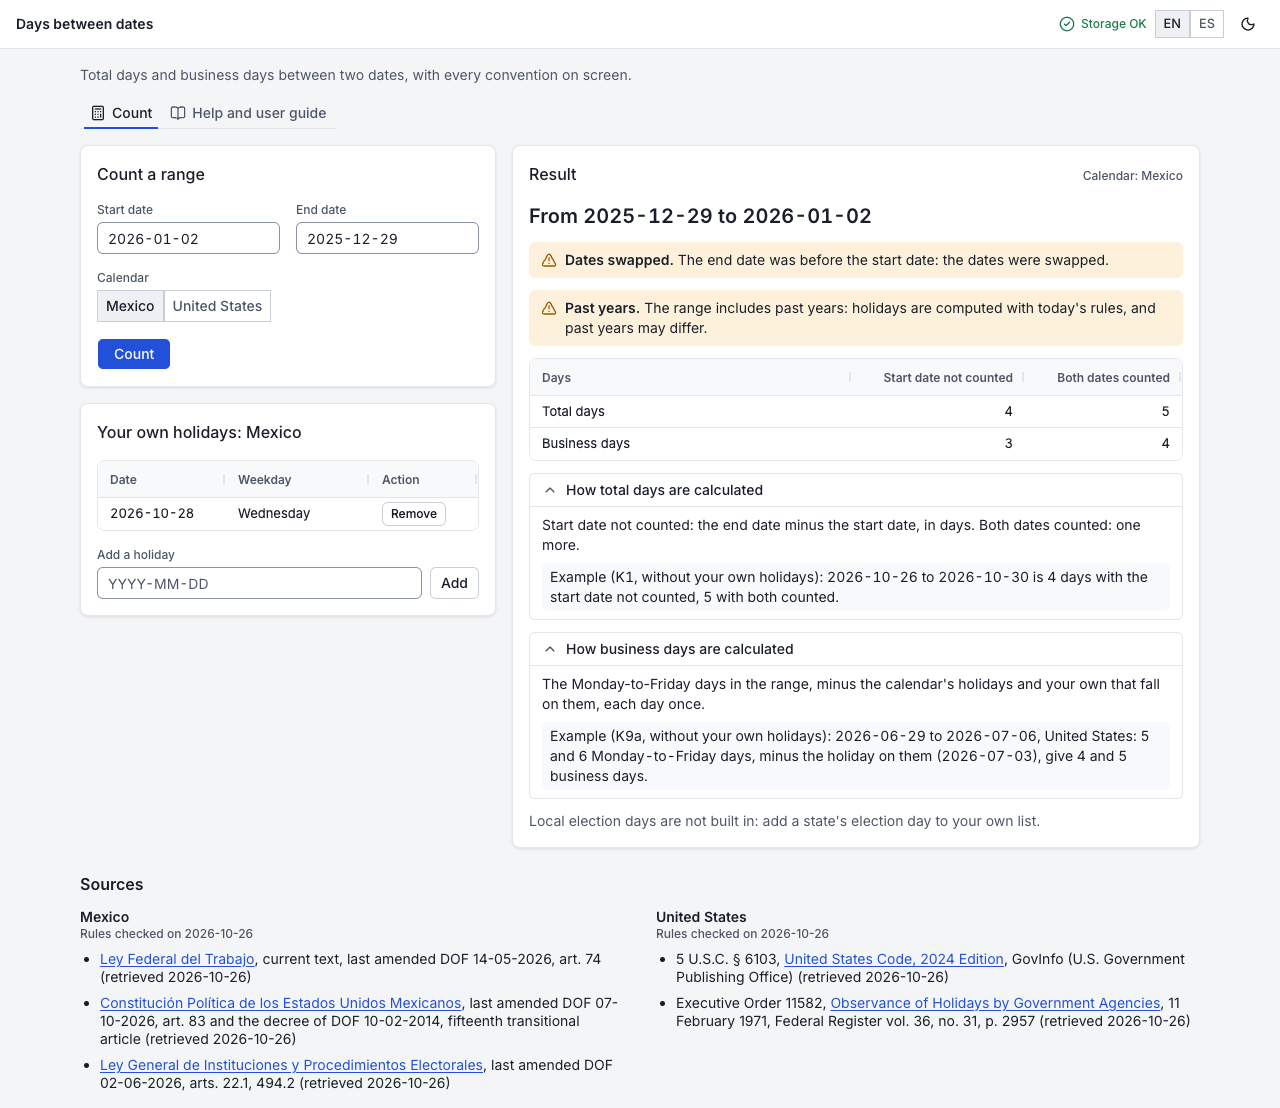 Days between dates
Storage OK
EN
ES
Total days and business days between two dates, with every convention on screen.
Count
Help and user guide
Count a range
Start date
End date
2026-01-02
2025-12-29
Calendar
Mexico
United States
Count
Your own holidays: Mexico
Date
Weekday
Action
2026-10-28
Wednesday
Remove
Add a holiday
YYYY-MM-DD
Add
Result
Calendar: Mexico
From 2025-12-29 to 2026-01-02
Dates swapped. The end date was before the start date: the dates were swapped.
Past years. The range includes past years: holidays are computed with today's rules, and
past years may differ.
Days
Start date not counted
Both dates counted
Total days
4
5
Business days
3
4
How total days are calculated
Start date not counted: the end date minus the start date, in days. Both dates counted: one
more.
Example (K1, without your own holidays): 2026-10-26 to 2026-10-30 is 4 days with the
start date not counted, 5 with both counted.
How business days are calculated
The Monday-to-Friday days in the range, minus the calendar's holidays and your own that fall
on them, each day once.
Example (K9a, without your own holidays): 2026-06-29 to 2026-07-06, United States: 5
and 6 Monday-to-Friday days, minus the holiday on them (2026-07-03), give 4 and 5
business days.
Local election days are not built in: add a state's election day to your own list.
Sources
Mexico
Rules checked on 2026-10-26
Ley Federal del Trabajo, current text, last amended DOF 14-05-2026, art. 74
(retrieved 2026-10-26)
Constitución Política de los Estados Unidos Mexicanos, last amended DOF 07-
10-2026, art. 83 and the decree of DOF 10-02-2014, fifteenth transitional
article (retrieved 2026-10-26)
Ley General de Instituciones y Procedimientos Electorales, last amended DOF
02-06-2026, arts. 22.1, 494.2 (retrieved 2026-10-26)
United States
Rules checked on 2026-10-26
5 U.S.C. § 6103, United States Code, 2024 Edition, GovInfo (U.S. Government
Publishing Office) (retrieved 2026-10-26)
Executive Order 11582, Observance of Holidays by Government Agencies, 11
February 1971, Federal Register vol. 36, no. 31, p. 2957 (retrieved 2026-10-26)